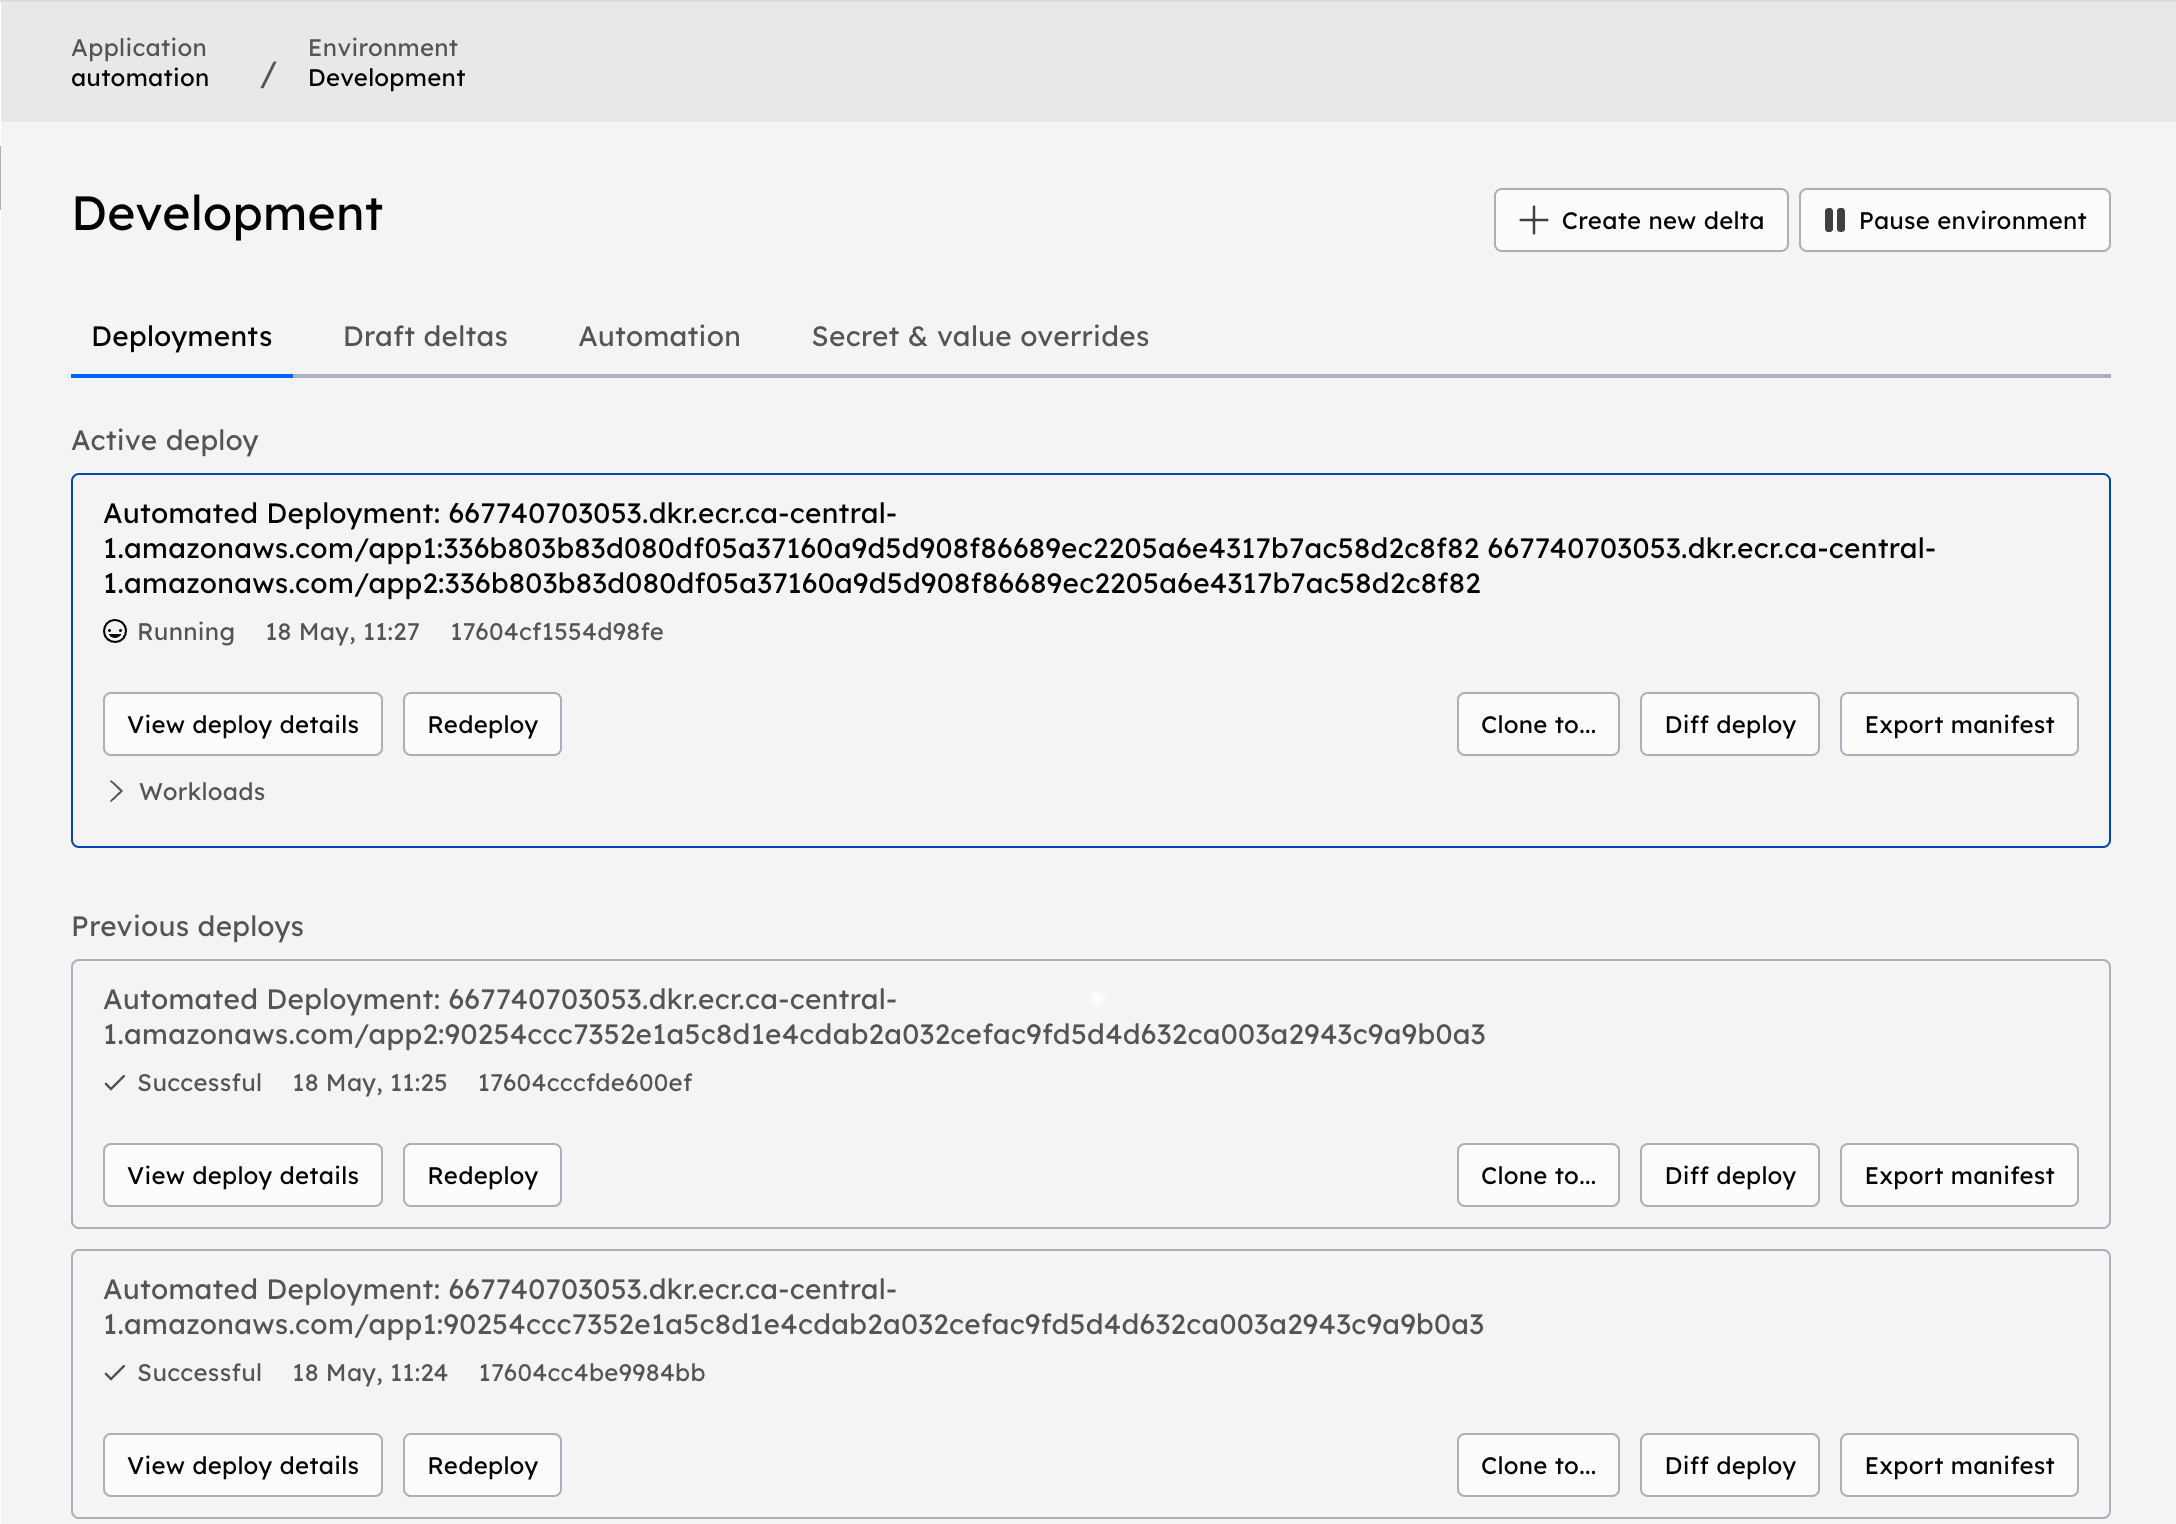 Application
automation
/
Environment
Development
Development
Create new delta
Pause environment
Deployments
Draft deltas
Automation
Secret & value overrides
Active deploy
Automated Deployment: 667740703053.dkr.ecr.ca-central-
1.amazonaws.com/app1:336b803b83d080df05a37160a9d5d908f86689ec2205a6e4317b7ac58d2c8f82 667740703053.dkr.ecr.ca-central-
1.amazonaws.com/app2:336b803b83d080df05a37160a9d5d908f86689ec2205a6e4317b7ac58d2c8f82
Running 18 May, 11:27 17604cf1554d98fe
View deploy details
Redeploy
Clone to...
Diff deploy
Export manifest
Workloads
Previous deploys
Automated Deployment: 667740703053.dkr.ecr.ca-central-
1.amazonaws.com/app2:90254ccc7352e1a5c8d1e4cdab2a032cefac9fd5d4d632ca003a2943c9a9b0a3
Successful 18 May, 11:25 17604cccfde600ef
View deploy details
Redeploy
Clone to...
Diff deploy
Export manifest
Automated Deployment: 667740703053.dkr.ecr.ca-central-
1.amazonaws.com/app1:90254ccc7352e1a5c8d1e4cdab2a032cefac9fd5d4d632ca003a2943c9a9b0a3
Successful 18 May, 11:24 17604cc4be9984bb
View deploy details
Redeploy
Clone to...
Diff deploy
Export manifest